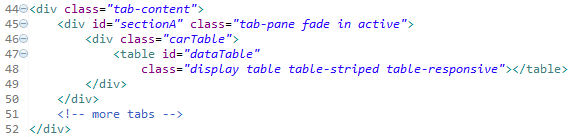 44 <div class="tab-content">
45 <div id="sectionA" class="tab-pane fade in active">
46 <div class="carTable">
47 <table id="dataTable"
48 class="display table table-striped table-responsive"></table>
49 </div>
50 </div>
51 <!-- more tabs -->
52 </div>